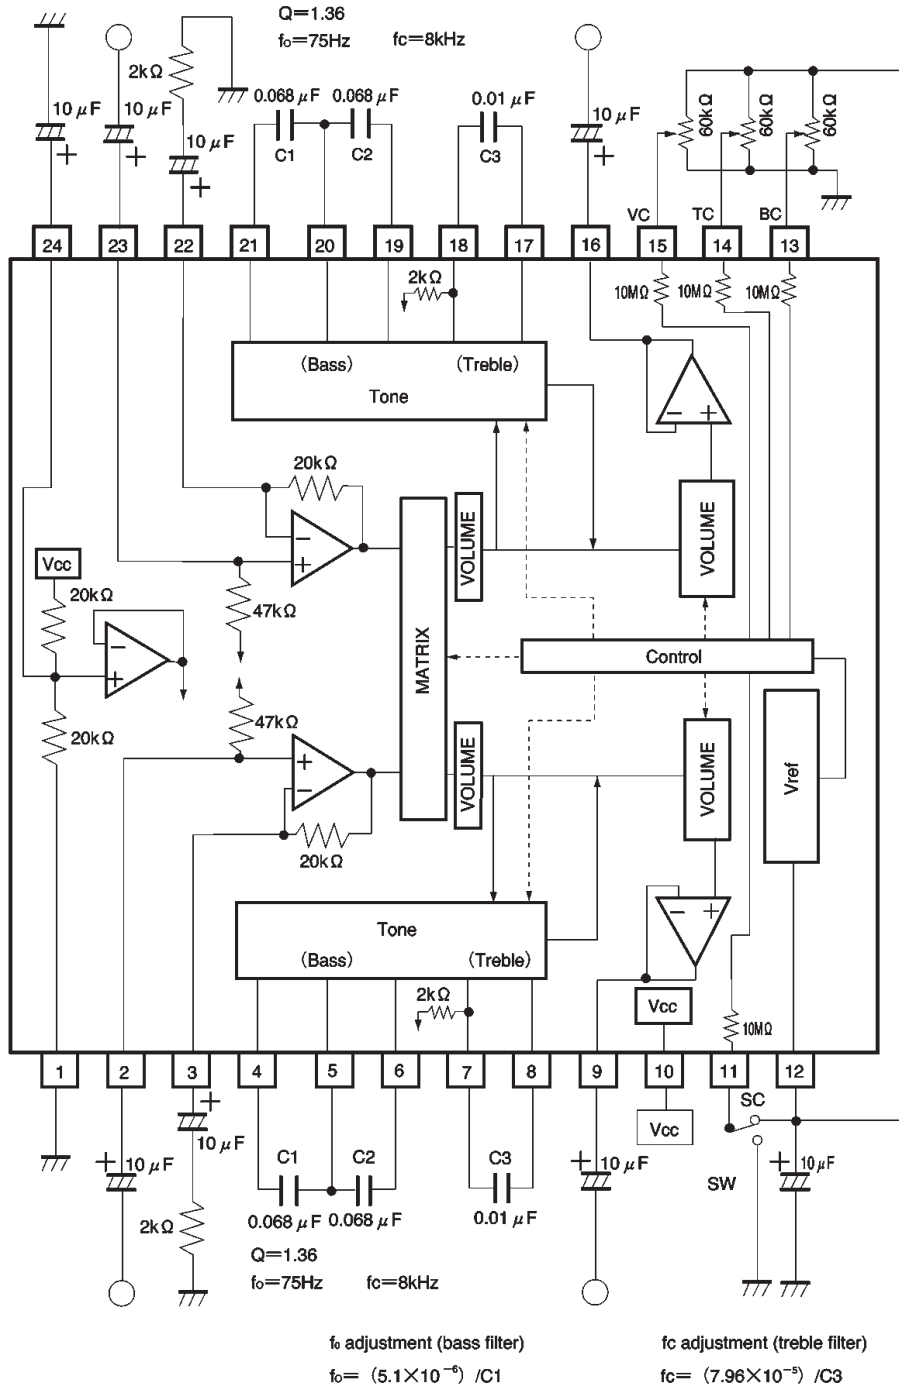 Q=1.36
fo=75Hz fc=8kHz
2kΩ
10μF
10μF
10μF
0.068μF 0.068μF
C1 C2
0.01μF
C3
10μF
60kΩ 60kΩ 60kΩ
VC TC BC
24 23 22 21 20 19 18 17 16 15 14 13
2kΩ
10MΩ 10MΩ 10MΩ
(Bass) (Treble)
Tone
− +
20kΩ
−
+
VOLUME
VOLUME
Vcc
20kΩ
47kΩ
−
+
MATRIX
Control
20kΩ
47kΩ
+
−
VOLUME
VOLUME
Vref
20kΩ
Tone
(Bass) (Treble)
− +
2kΩ
Vcc
10MΩ
1 2 3 4 5 6 7 8 9 10 11 12
Vcc
SC
SW
10μF
10μF
2kΩ
C1 C2
0.068μF 0.068μF
C3
0.01μF
10μF
10μF
Q=1.36
fo=75Hz fc=8kHz
f₀ adjustment (bass filter) fc adjustment (treble filter)
fo= (5.1×10⁻⁶) /C1 fc= (7.96×10⁻⁵) /C3